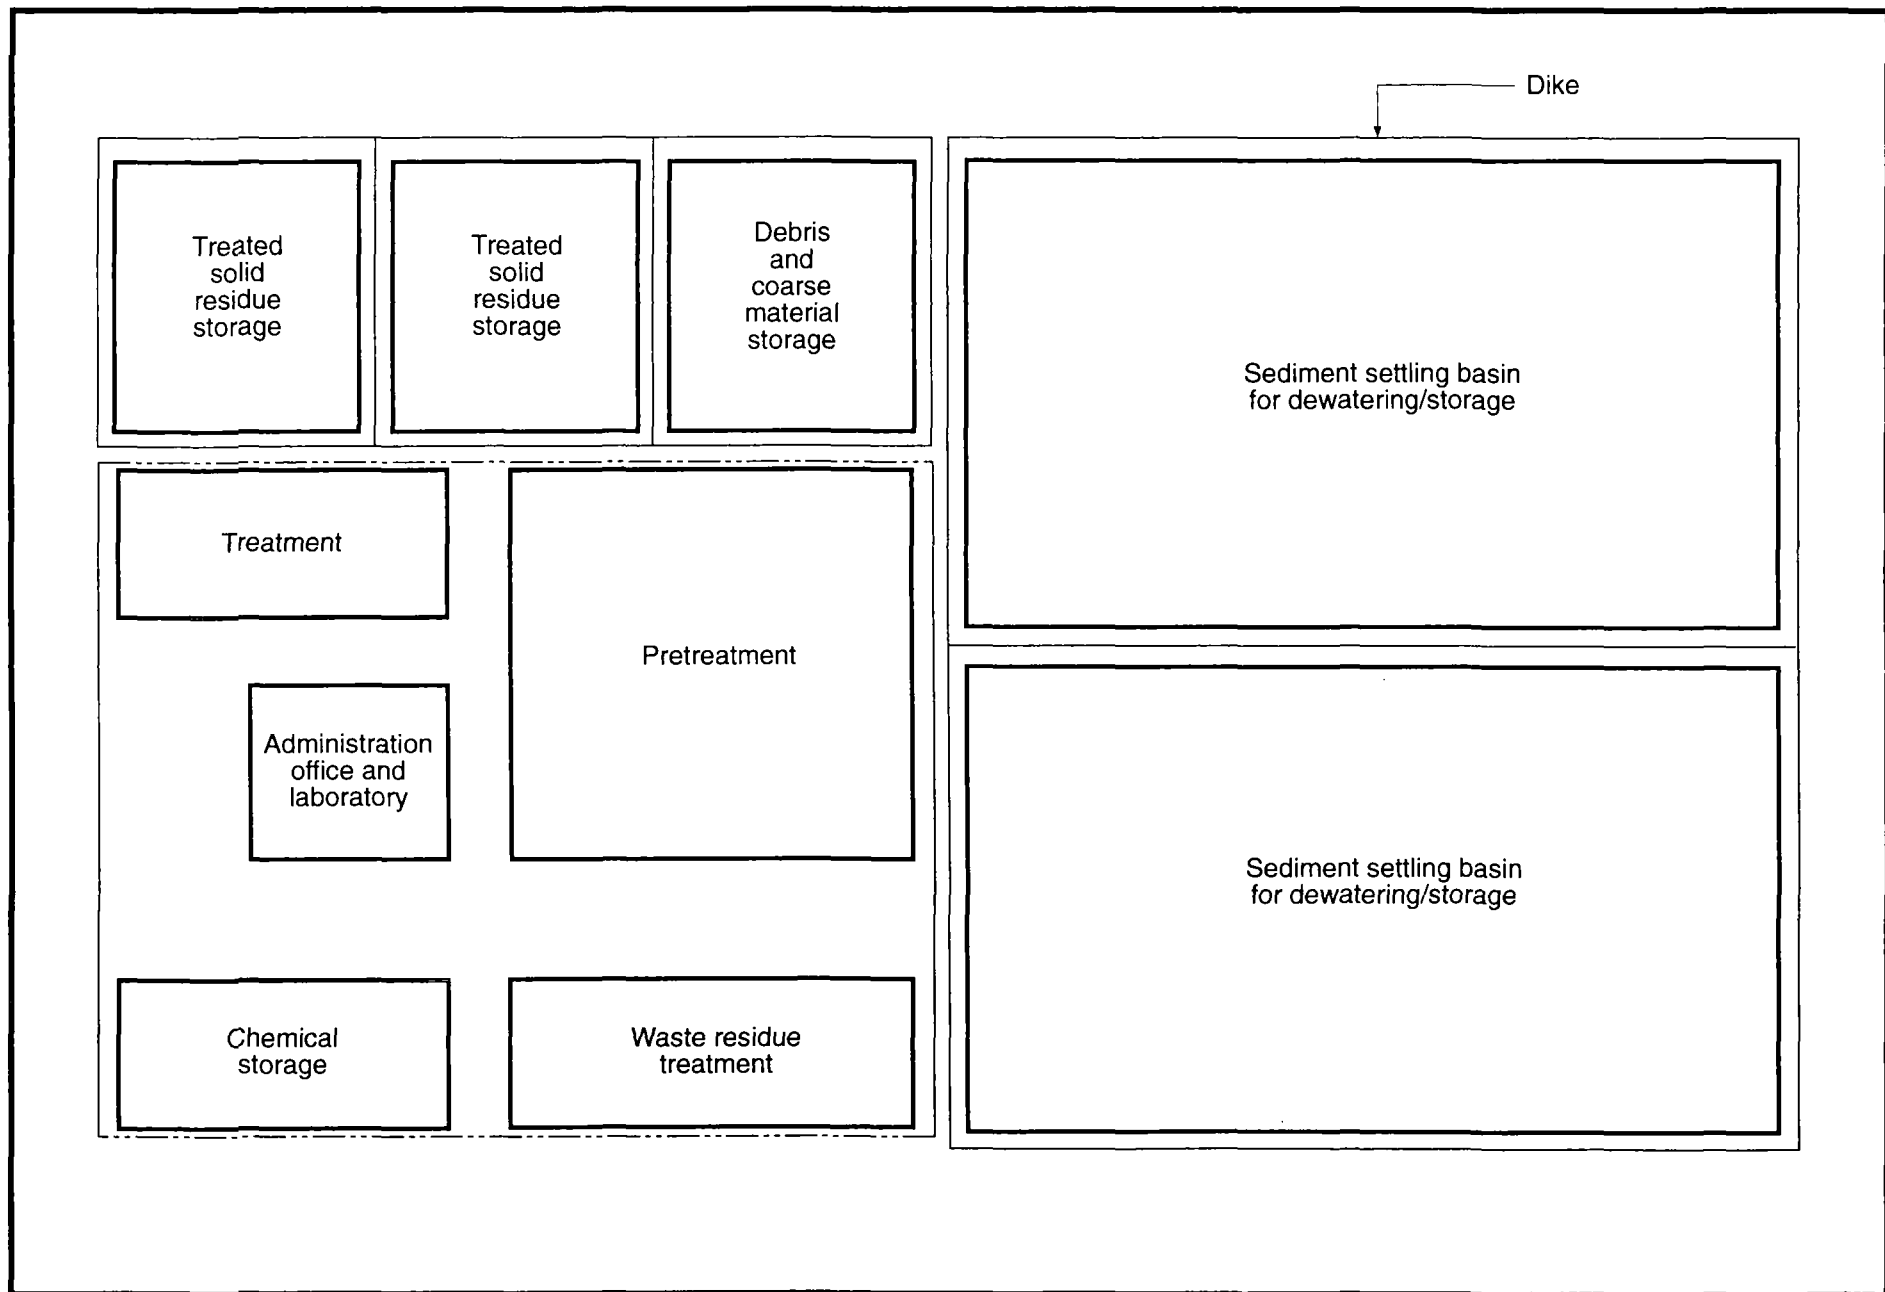 Dike
Treated
solid
residue
storage
Treated
solid
residue
storage
Debris
and
coarse
material
storage
Sediment settling basin
for dewatering/storage
Treatment
Pretreatment
Administration
office and
laboratory
Sediment settling basin
for dewatering/storage
Chemical
storage
Waste residue
treatment